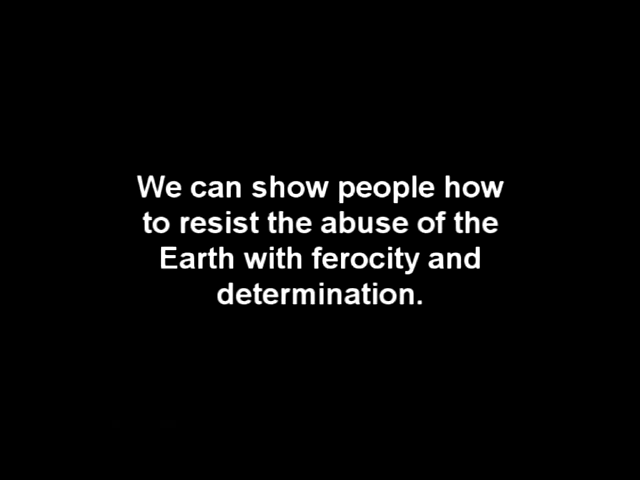 We can show people how
to resist the abuse of the
Earth with ferocity and
determination.